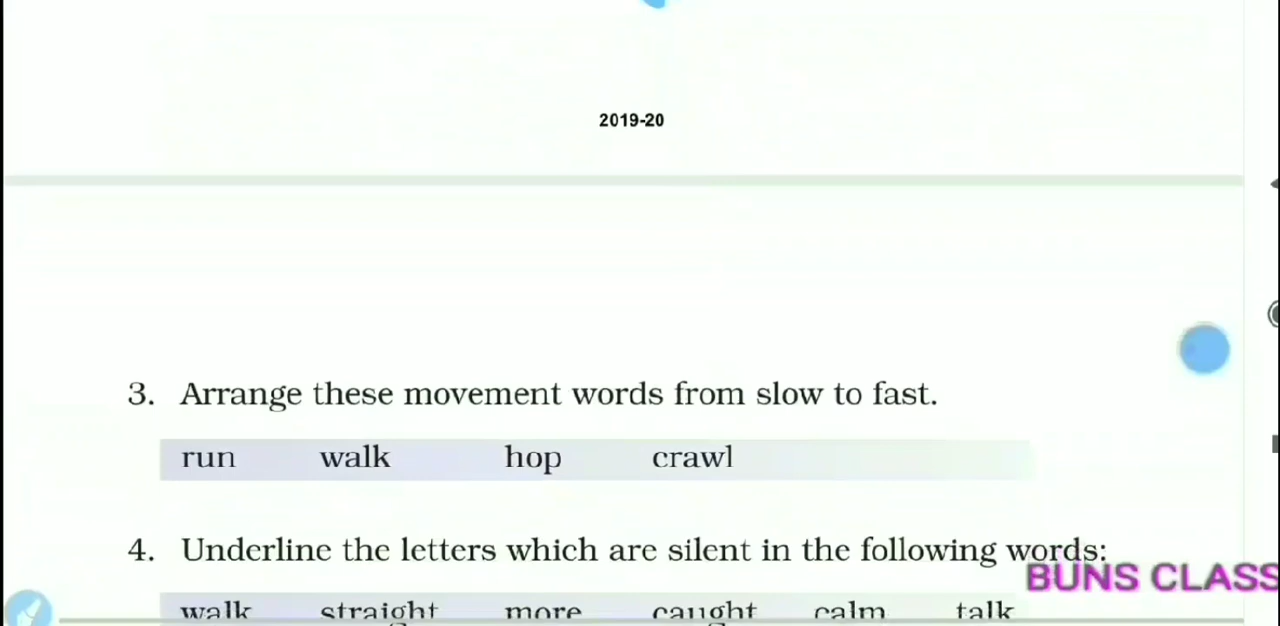 2019-20
3. Arrange these movement words from slow to fast.
run walk hop crawl
4. Underline the letters which are silent in the following words:
BUNS CLASS
walk straight more caught calm talk